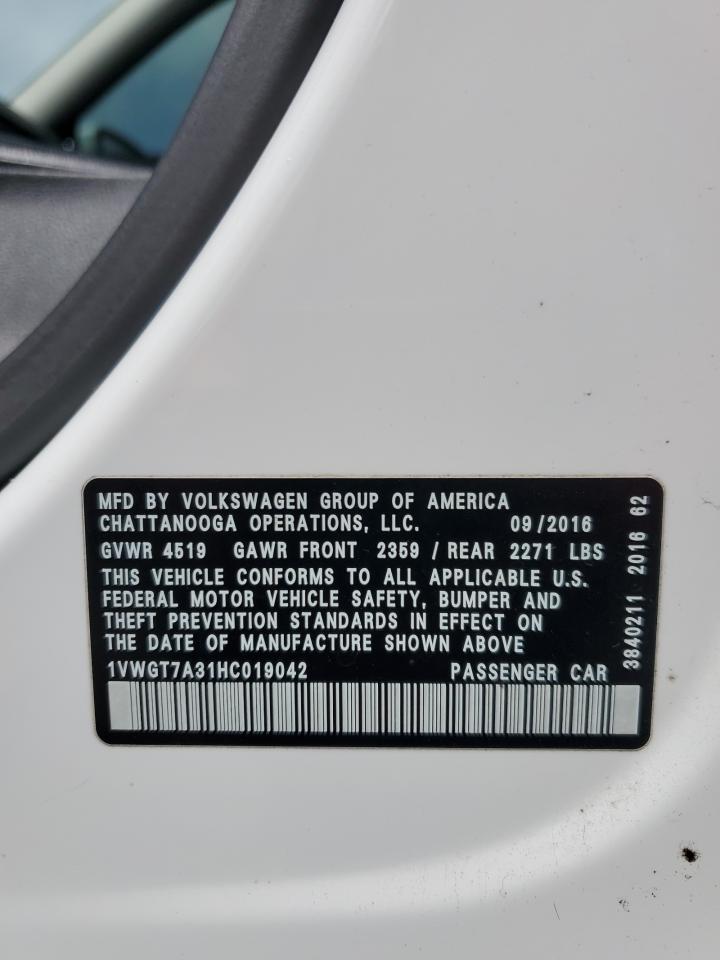 MFD BY VOLKSWAGEN GROUP OF AMERICA
CHATTANOOGA OPERATIONS, LLC. 09/2016
GVWR 4519 GAWR FRONT 2359 / REAR 2271 LBS
THIS VEHICLE CONFORMS TO ALL APPLICABLE U.S.
FEDERAL MOTOR VEHICLE SAFETY, BUMPER AND
THEFT PREVENTION STANDARDS IN EFFECT ON
THE DATE OF MANUFACTURE SHOWN ABOVE
1VWGT7A31HC019042 PASSENGER CAR
3840211 2016 62